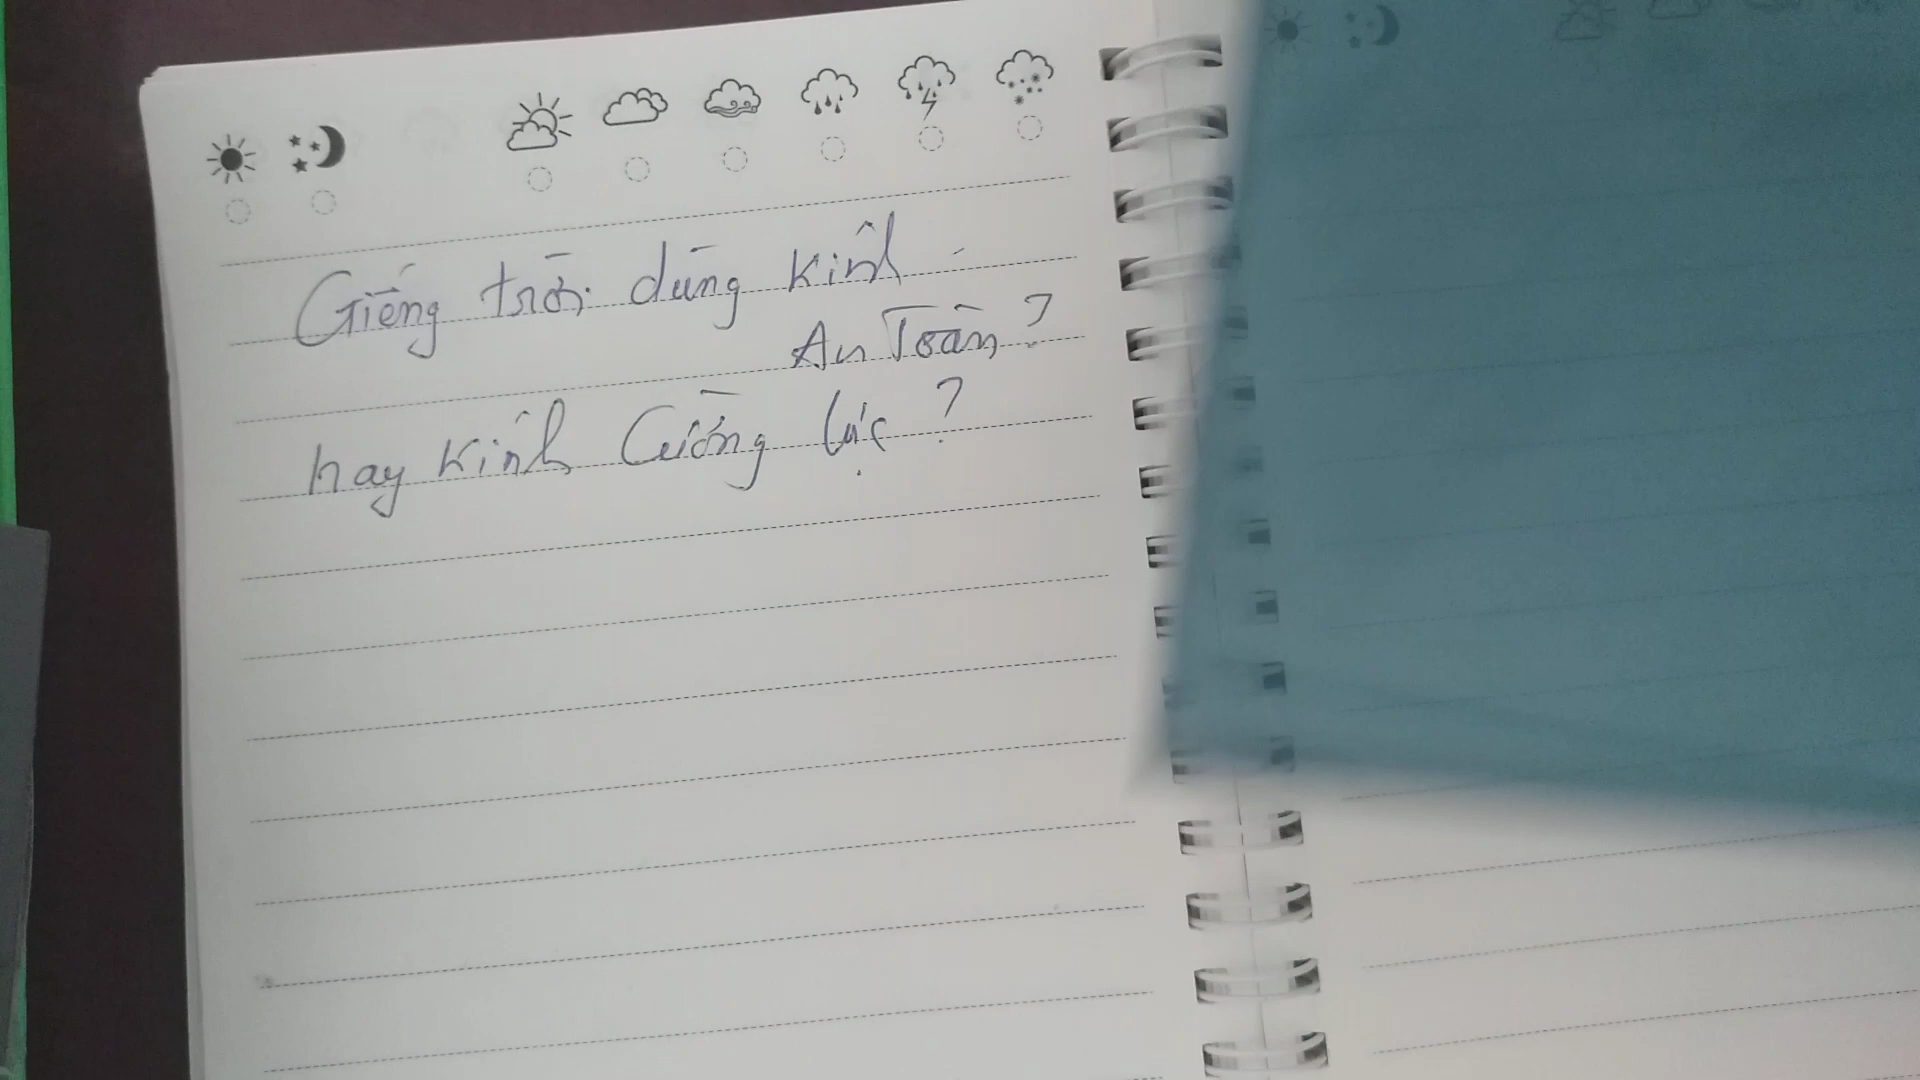 Giếng trời dùng kính
An Toàn?
hay kính Cường lực?